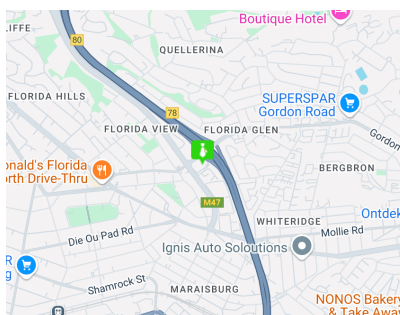 Boutique Hotel
LIFFE
80
QUELLERINA
FLORIDA HILLS
SUPERSPAR
Gordon Road
78
FLORIDA VIEW
FLORIDA GLEN
Gordon
onald's Florida
orth Drive-Thru
BERGBRON
M47
Ontdek
WHITERIDGE
Mollie Rd
Die Ou Pad Rd
Ignis Auto Soloutions
R
g
Shamrock St
MARAISBURG
NONOS Bakery
& Take Away